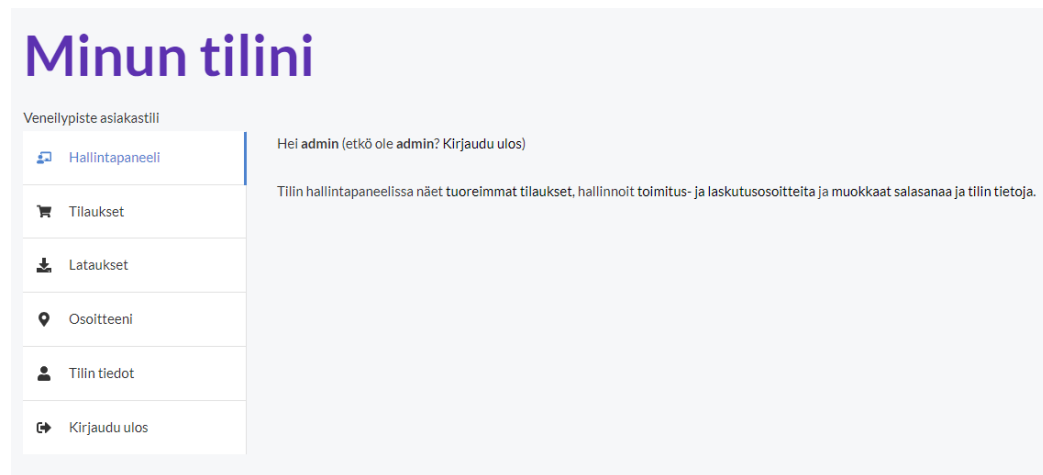 Minun tilini
Veneilypiste asiakastili
Hallintapaneeli
Tilaukset
Lataukset
Osoitteeni
Tilin tiedot
Kirjaudu ulos
Hei admin (etkö ole admin? Kirjaudu ulos)
Tilin hallintapaneelissa näet tuoreimmat tilaukset, hallinnoit toimitus- ja laskutusosoitteita ja muokkaat salasanaa ja tilin tietoja.